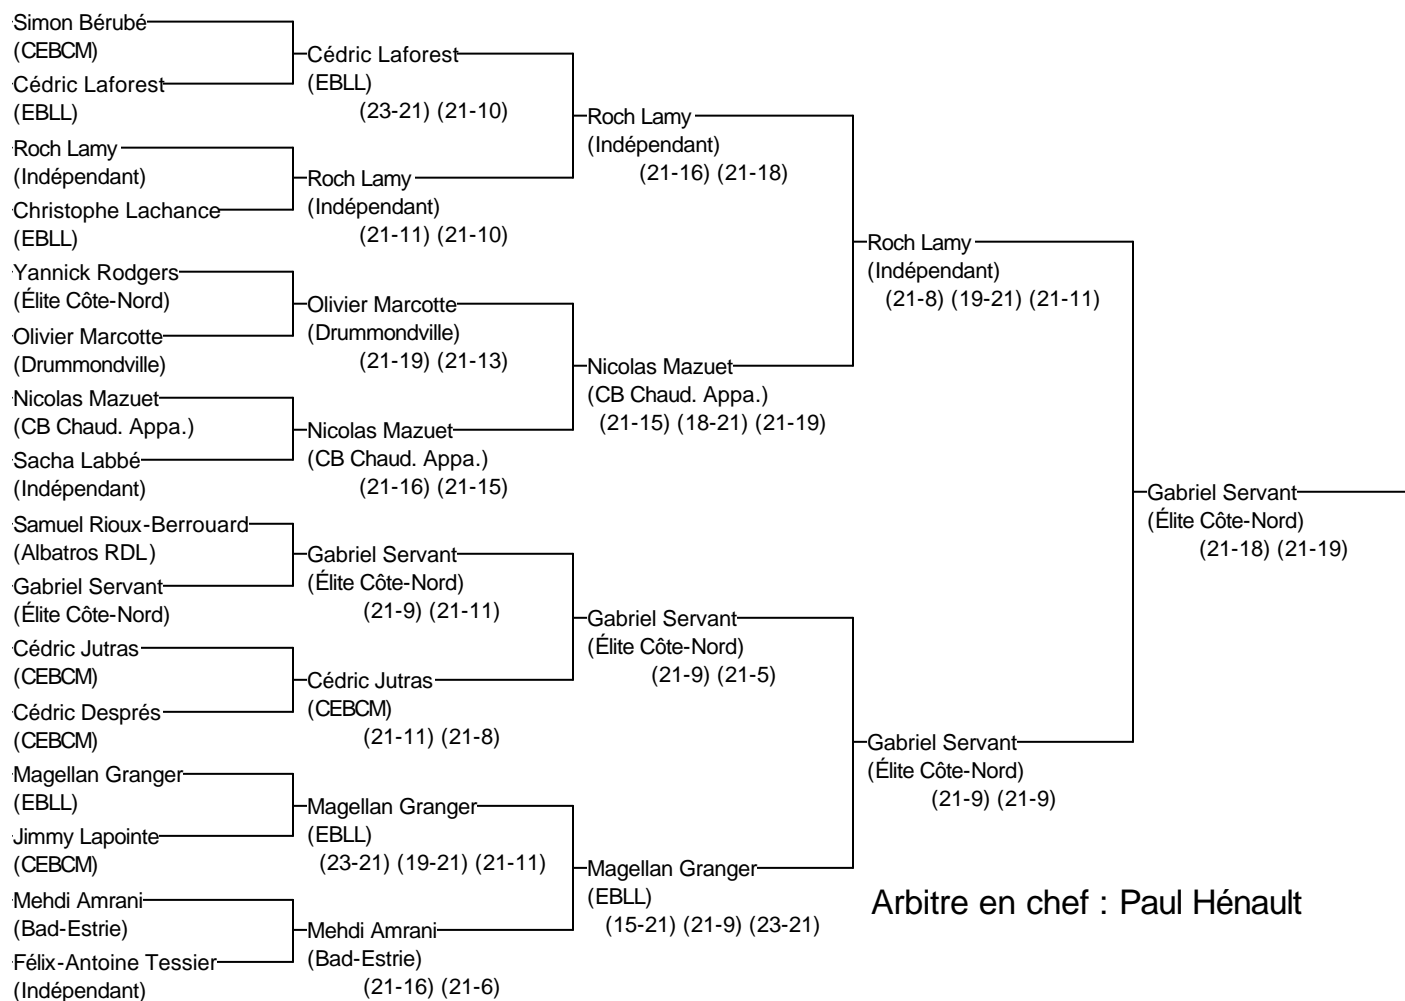 Simon Bérubé
(CEBCM)
Cédric Laforest
(EBLL)
Roch Lamy
(Indépendant)
Christophe Lachance
(EBLL)
Yannick Rodgers
(Élite Côte-Nord)
Olivier Marcotte
(Drummondville)
Nicolas Mazuet
(CB Chaud. Appa.)
Sacha Labbé
(Indépendant)
Samuel Rioux-Berrouard
(Albatros RDL)
Gabriel Servant
(Élite Côte-Nord)
Cédric Jutras
(CEBCM)
Cédric Després
(CEBCM)
Magellan Granger
(EBLL)
Jimmy Lapointe
(CEBCM)
Mehdi Amrani
(Bad-Estrie)
Félix-Antoine Tessier
(Indépendant)
Cédric Laforest
(EBLL)
(23-21) (21-10)
Roch Lamy
(Indépendant)
(21-11) (21-10)
Olivier Marcotte
(Drummondville)
(21-19) (21-13)
Nicolas Mazuet
(CB Chaud. Appa.)
(21-16) (21-15)
Gabriel Servant
(Élite Côte-Nord)
(21-9) (21-11)
Cédric Jutras
(CEBCM)
(21-11) (21-8)
Magellan Granger
(EBLL)
(23-21) (19-21) (21-11)
Mehdi Amrani
(Bad-Estrie)
(21-16) (21-6)
Roch Lamy
(Indépendant)
(21-16) (21-18)
Nicolas Mazuet
(CB Chaud. Appa.)
(21-15) (18-21) (21-19)
Gabriel Servant
(Élite Côte-Nord)
(21-9) (21-5)
Magellan Granger
(EBLL)
(15-21) (21-9) (23-21)
Roch Lamy
(Indépendant)
(21-8) (19-21) (21-11)
Gabriel Servant
(Élite Côte-Nord)
(21-9) (21-9)
Gabriel Servant
(Élite Côte-Nord)
(21-18) (21-19)
Arbitre en chef : Paul Hénault